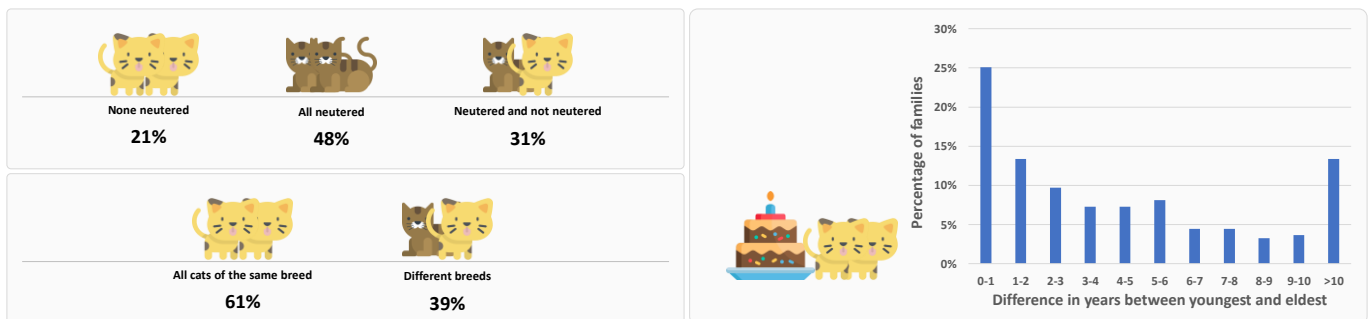 None neutered
21%
All neutered
48%
Neutered and not neutered
31%
All cats of the same breed
61%
Different breeds
39%
Percentage of families
30%
25%
20%
15%
10%
5%
0%
0-1 1-2 2-3 3-4 4-5 5-6 6-7 7-8 8-9 9-10 >10
Difference in years between youngest and eldest